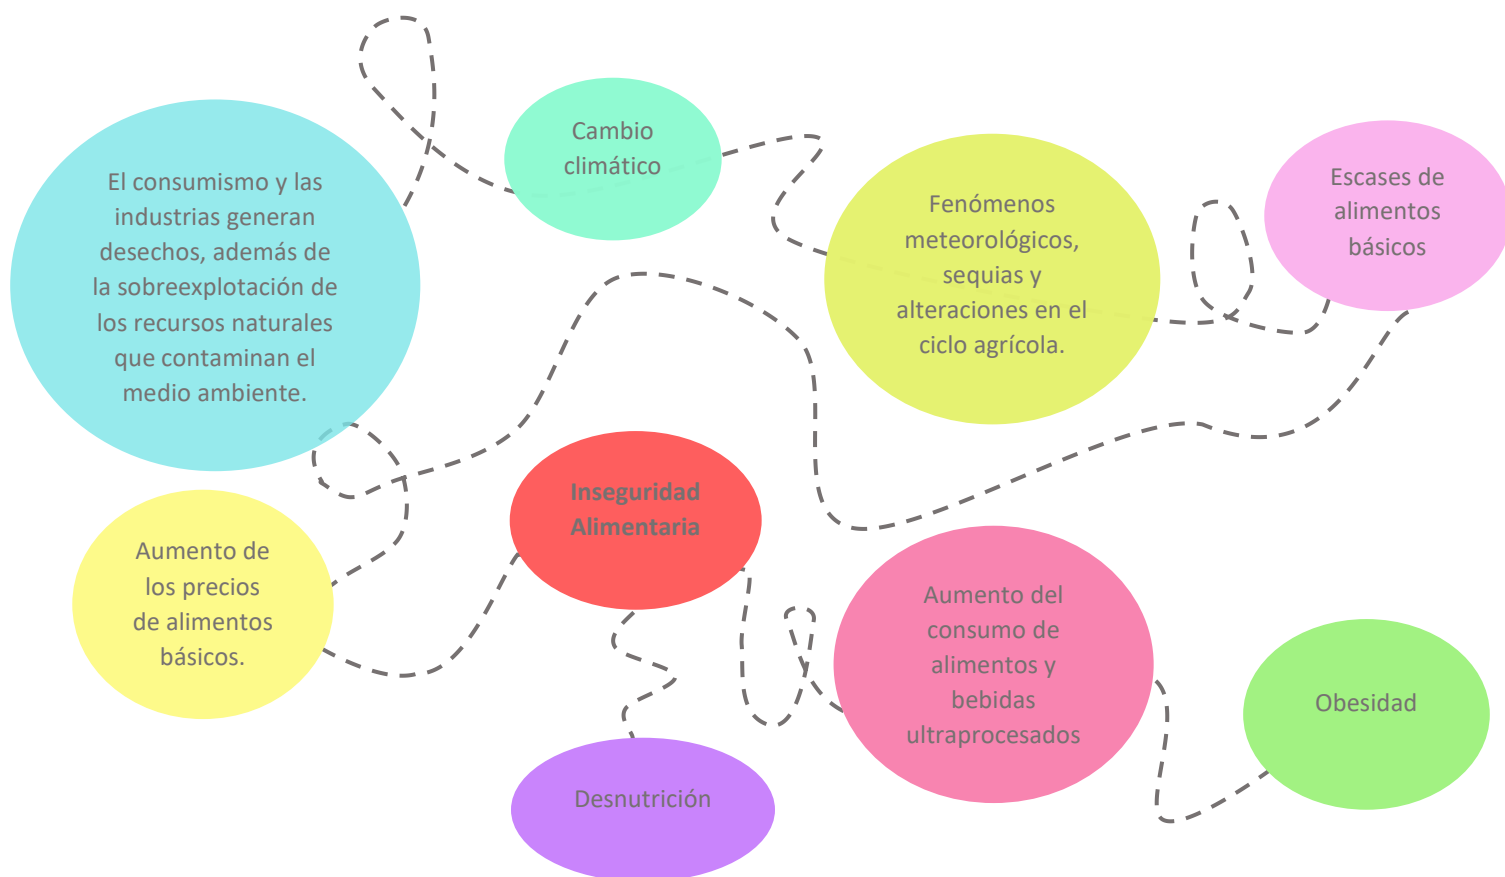 El consumismo y las
industrias generan
desechos, además de
la sobreexplotación de
los recursos naturales
que contaminan el
medio ambiente.
Cambio
climático
Fenómenos
meteorológicos,
sequias y
alteraciones en el
ciclo agrícola.
Escases de
alimentos
básicos
Aumento de
los precios
de alimentos
básicos.
Inseguridad
Alimentaria
Desnutrición
Aumento del
consumo de
alimentos y
bebidas
ultraprocesados
Obesidad